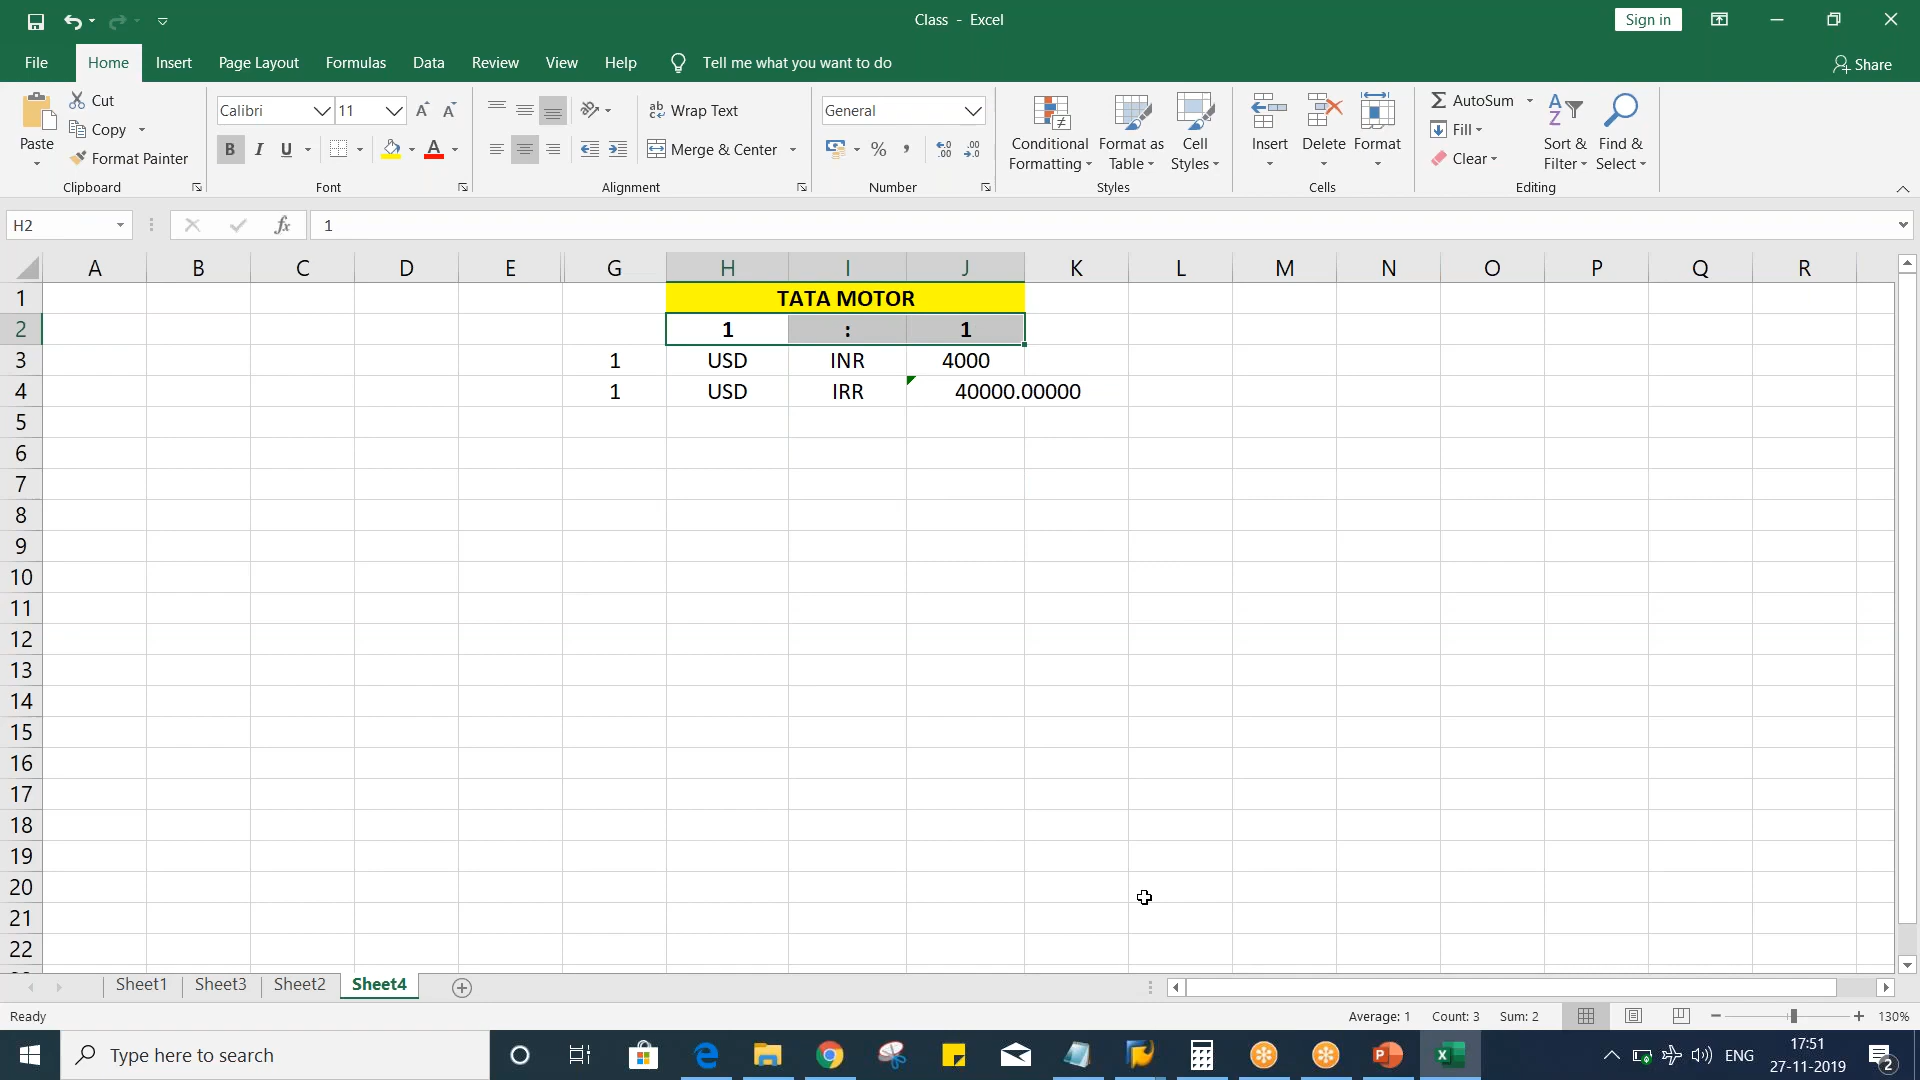 Class - Excel
Sign in
File Home Insert Page Layout Formulas Data Review View Help Tell me what you want to do Share
Paste Cut Copy Format Painter Clipboard
Calibri 11 A A B I U A Font
ab Wrap Text Merge & Center Alignment
General % , Number
Conditional Formatting Format as Table Cell Styles Styles
Insert Delete Format Cells
AutoSum Fill Clear Sort & Filter Find & Select Editing
H2 fx 1
A B C D E G H I J K L M N O P Q R
1 TATA MOTOR
2 1 : 1
3 1 USD INR 4000
4 1 USD IRR 40000.00000
5
6
7
8
9
10
11
12
13
14
15
16
17
18
19
20
21
22
Sheet1 Sheet3 Sheet2 Sheet4
Ready Average: 1 Count: 3 Sum: 2 130%
Type here to search ENG 17:51
27-11-2019 2